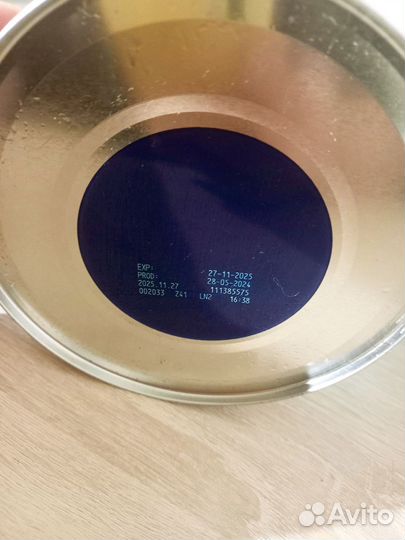 EXP: 27-11-2025
PROD: 28-05-2024
2025.11.27 111385575
002033 Z41 LN2 16:38
Avito